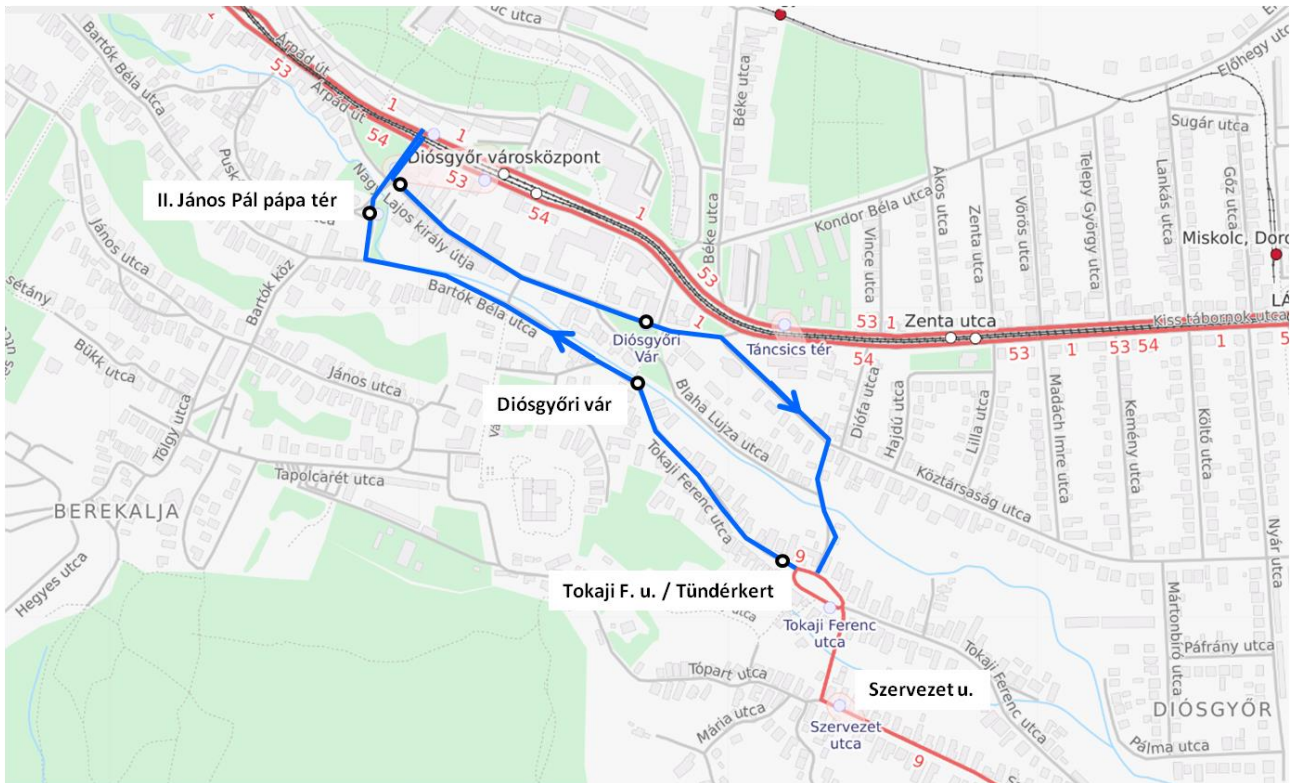 Bartók Béla utca
Árpád út
53
1
Árpád út
54
Béke utca
Előhegy utca
Sugár utca
Diósgyőr városközpont
1
53
54
II. János Pál pápa tér
Nagy Lajos király útja
Ákos utca
Zenta utca
Vörös utca
Telepy György utca
Lankás utca
Góz utca
Kondor Béla utca
Vince utca
Béke utca
1
János utca
Bartók köz
Bartók Béla utca
53
1
Miskolc, Doro
sétány
Bükk utca
János utca
Diósgyőri
Vár
Táncsics tér
53
1
54
Zenta utca
53
1
53
54
Kiss tábornok utca
1
5
Diósgyőri vár
Blaha Lujza utca
Diófa utca
Hajdú utca
Lilla utca
Madách Imre utca
Kemény utca
Költő utca
Tölgy utca
Tapolcarét utca
Tokaji Ferenc utca
Köztársaság utca
Nyár utca
BEREKALJA
Hegyes utca
9
Tokaji F. u. / Tündérkert
Tokaji Ferenc
utca
Mártonbíró utca
Páfrány utca
Tópart utca
Tokaji Ferenc utca
Szervezet u.
Mária utca
Szervezet
utca
DIÓSGYŐR
Pálma utca
9